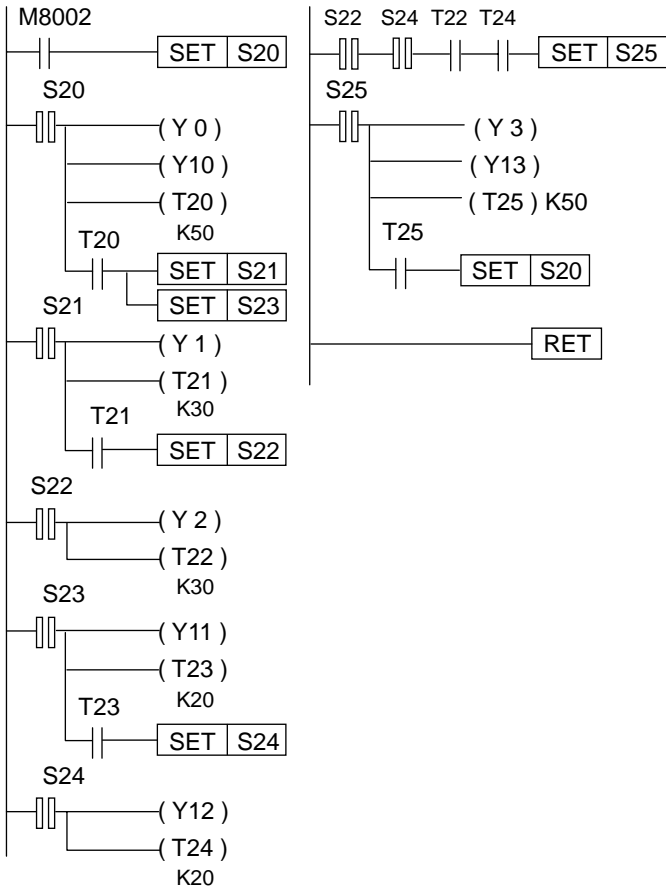 M8002
SET S20
S20
( Y 0 )
( Y10 )
( T20 )
K50
T20
SET S21
SET S23
S21
( Y 1 )
( T21 )
K30
T21
SET S22
S22
( Y 2 )
( T22 )
K30
S23
( Y11 )
( T23 )
K20
T23
SET S24
S24
( Y12 )
( T24 )
K20
S22 S24 T22 T24
SET S25
S25
( Y 3 )
( Y13 )
( T25 ) K50
T25
SET S20
RET